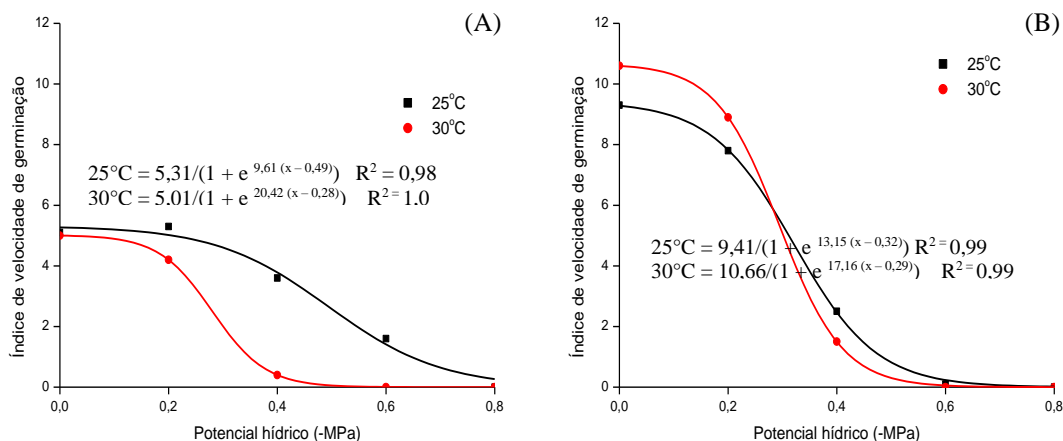 (A)
12
10
8
6
4
2
0
Índice de velocidade de germinação
25°C
30°C
25°C = 5,31/(1 + e 9,61 (x – 0,49)) R2 = 0,98
30°C = 5,01/(1 + e 20,42 (x – 0,28)) R2 = 1,0
0,0 0,2 0,4 0,6 0,8
Potencial hídrico (-MPa)
(B)
12
10
8
6
4
2
0
Índice de velocidade de germinação
25°C
30°C
25°C = 9,41/(1 + e 13,15 (x – 0,32)) R2 = 0,99
30°C = 10,66/(1 + e 17,16 (x – 0,29)) R2 = 0,99
0,0 0,2 0,4 0,6 0,8
Potencial hídrico (-MPa)